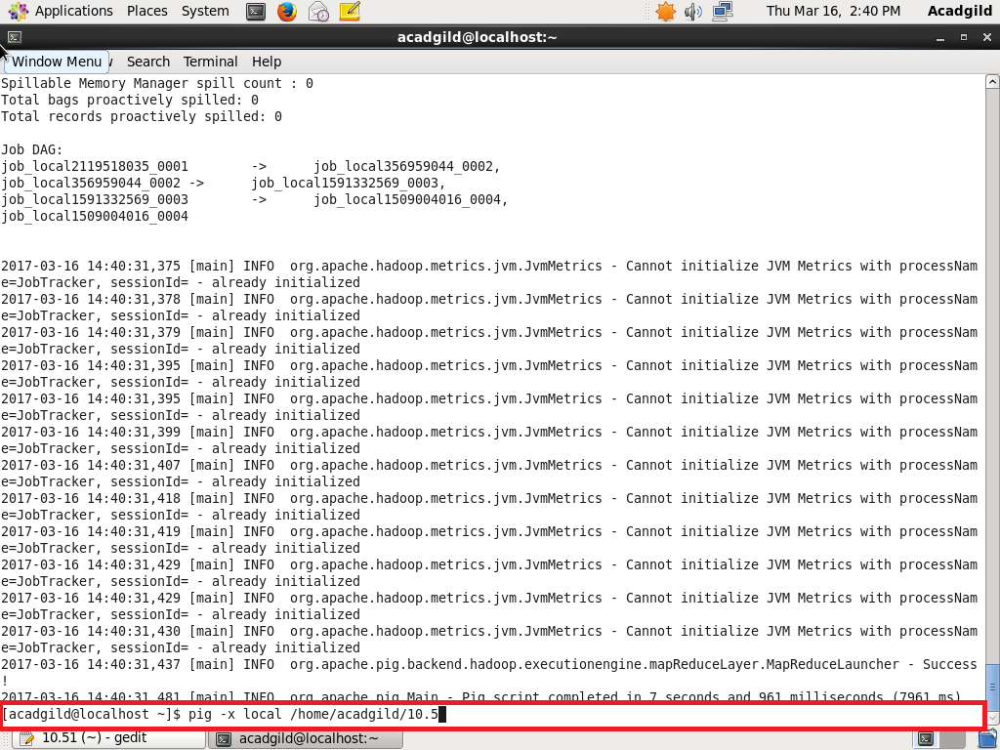 Applications Places System Thu Mar 16, 2:40 PM Acadgild
acadgild@localhost:~
Window Menu Search Terminal Help
Spillable Memory Manager spill count : 0
Total bags proactively spilled: 0
Total records proactively spilled: 0
Job DAG:
job_local2119518035_0001 -> job_local356959044_0002,
job_local356959044_0002 -> job_local1591332569_0003,
job_local1591332569_0003 -> job_local1509004016_0004,
job_local1509004016_0004
2017-03-16 14:40:31,375 [main] INFO org.apache.hadoop.metrics.jvm.JvmMetrics - Cannot initialize JVM Metrics with processNam
e=JobTracker, sessionId= - already initialized
2017-03-16 14:40:31,378 [main] INFO org.apache.hadoop.metrics.jvm.JvmMetrics - Cannot initialize JVM Metrics with processNam
e=JobTracker, sessionId= - already initialized
2017-03-16 14:40:31,379 [main] INFO org.apache.hadoop.metrics.jvm.JvmMetrics - Cannot initialize JVM Metrics with processNam
e=JobTracker, sessionId= - already initialized
2017-03-16 14:40:31,395 [main] INFO org.apache.hadoop.metrics.jvm.JvmMetrics - Cannot initialize JVM Metrics with processNam
e=JobTracker, sessionId= - already initialized
2017-03-16 14:40:31,395 [main] INFO org.apache.hadoop.metrics.jvm.JvmMetrics - Cannot initialize JVM Metrics with processNam
e=JobTracker, sessionId= - already initialized
2017-03-16 14:40:31,399 [main] INFO org.apache.hadoop.metrics.jvm.JvmMetrics - Cannot initialize JVM Metrics with processNam
e=JobTracker, sessionId= - already initialized
2017-03-16 14:40:31,407 [main] INFO org.apache.hadoop.metrics.jvm.JvmMetrics - Cannot initialize JVM Metrics with processNam
e=JobTracker, sessionId= - already initialized
2017-03-16 14:40:31,418 [main] INFO org.apache.hadoop.metrics.jvm.JvmMetrics - Cannot initialize JVM Metrics with processNam
e=JobTracker, sessionId= - already initialized
2017-03-16 14:40:31,419 [main] INFO org.apache.hadoop.metrics.jvm.JvmMetrics - Cannot initialize JVM Metrics with processNam
e=JobTracker, sessionId= - already initialized
2017-03-16 14:40:31,429 [main] INFO org.apache.hadoop.metrics.jvm.JvmMetrics - Cannot initialize JVM Metrics with processNam
e=JobTracker, sessionId= - already initialized
2017-03-16 14:40:31,429 [main] INFO org.apache.hadoop.metrics.jvm.JvmMetrics - Cannot initialize JVM Metrics with processNam
e=JobTracker, sessionId= - already initialized
2017-03-16 14:40:31,430 [main] INFO org.apache.hadoop.metrics.jvm.JvmMetrics - Cannot initialize JVM Metrics with processNam
e=JobTracker, sessionId= - already initialized
2017-03-16 14:40:31,437 [main] INFO org.apache.pig.backend.hadoop.executionengine.mapReduceLayer.MapReduceLauncher - Success
!
2017-03-16 14:40:31,481 [main] INFO org.apache.pig.Main - Pig script completed in 7 seconds and 961 milliseconds (7961 ms)
[acadgild@localhost ~]$ pig -x local /home/acadgild/10.5
10.51 (~) - gedit acadgild@localhost:~